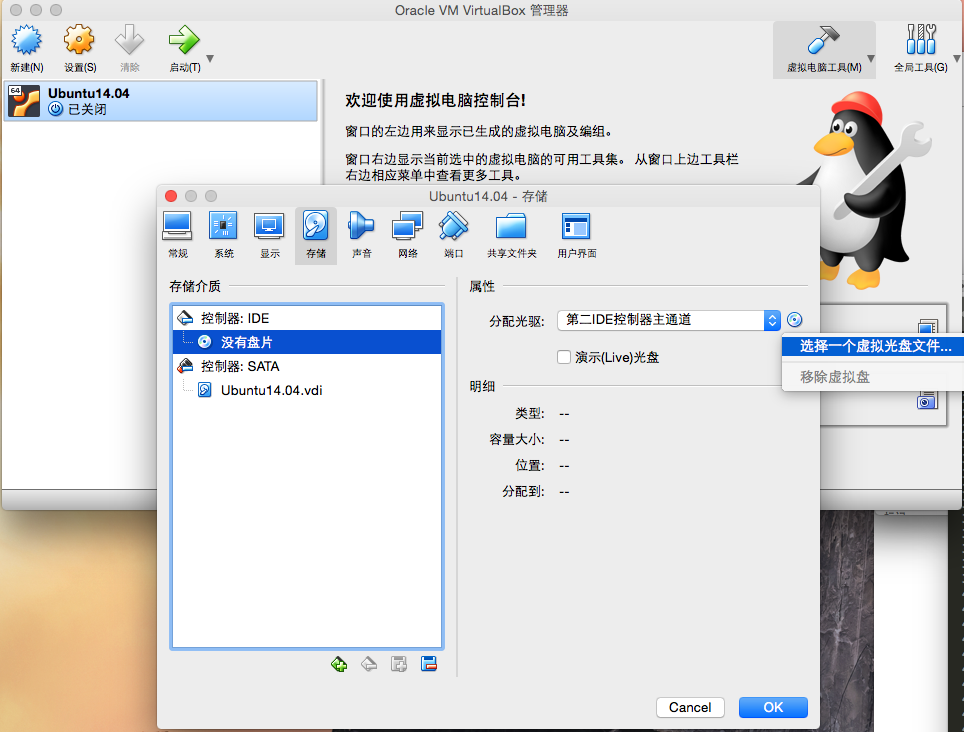 Oracle VM VirtualBox 管理器
新建(N)
设置(S)
清除
启动(T)
虚拟电脑工具(M)
全局工具(G)
64
Ubuntu14.04
已关闭
欢迎使用虚拟电脑控制台!
窗口的左边用来显示已生成的虚拟电脑及编组。
窗口右边显示当前选中的虚拟电脑的可用工具集。 从窗口上边工具栏
右边相应菜单中查看更多工具。
Ubuntu14.04 - 存储
常规
系统
显示
存储
声音
网络
端口
共享文件夹
用户界面
存储介质
控制器: IDE
没有盘片
控制器: SATA
Ubuntu14.04.vdi
属性
分配光驱:
第二IDE控制器主通道
选择一个虚拟光盘文件...
移除虚拟盘
演示(Live)光盘
明细
类型: --
容量大小: --
位置: --
分配到: --
Cancel
OK